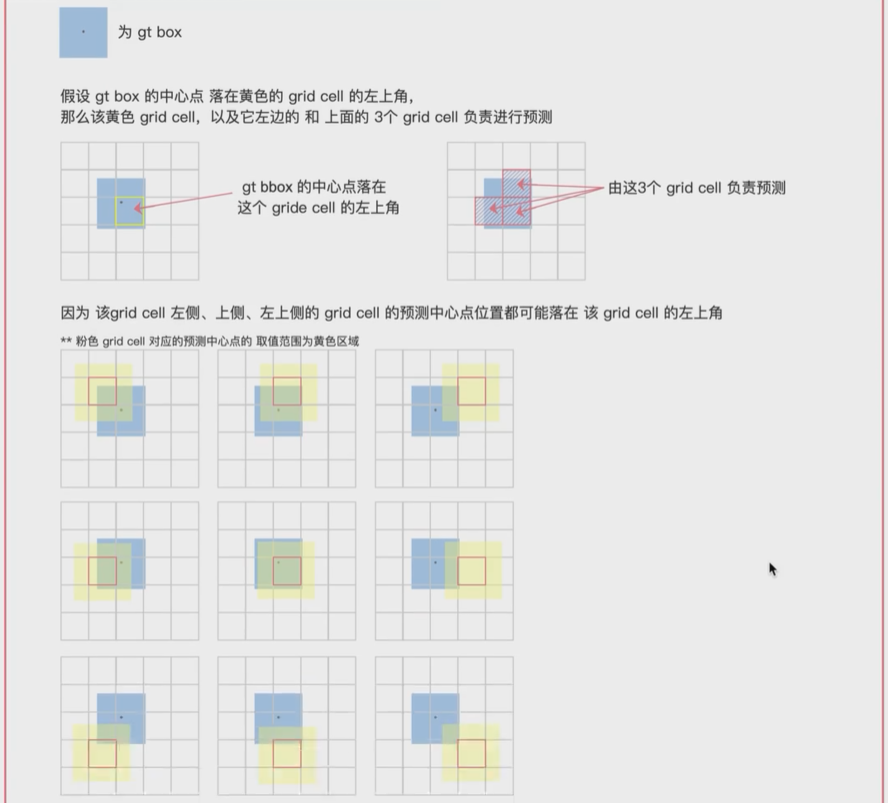 为 gt box
假设 gt box 的中心点 落在黄色的 grid cell 的左上角，
那么该黄色 grid cell，以及它左边的 和 上面的 3个 grid cell 负责进行预测
gt bbox 的中心点落在
这个 gride cell 的左上角
由这3个 grid cell 负责预测
因为 该grid cell 左侧、上侧、左上侧的 grid cell 的预测中心点位置都可能落在 该 grid cell 的左上角
** 粉色 grid cell 对应的预测中心点的 取值范围为黄色区域